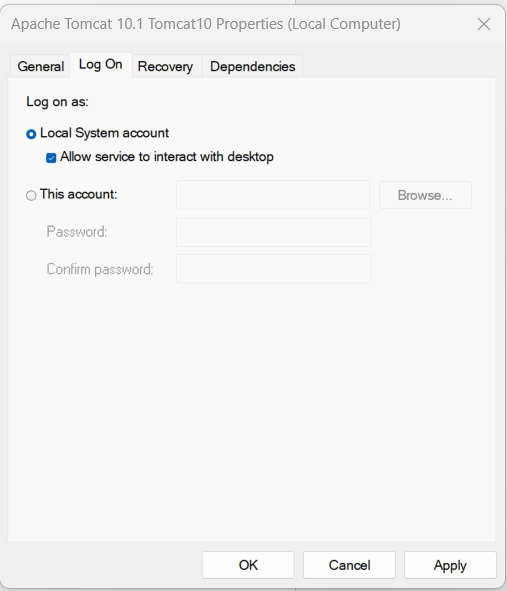 Apache Tomcat 10.1 Tomcat10 Properties (Local Computer)
General Log On Recovery Dependencies
Log on as:
Local System account
Allow service to interact with desktop
This account: Browse...
Password:
Confirm password:
OK Cancel Apply